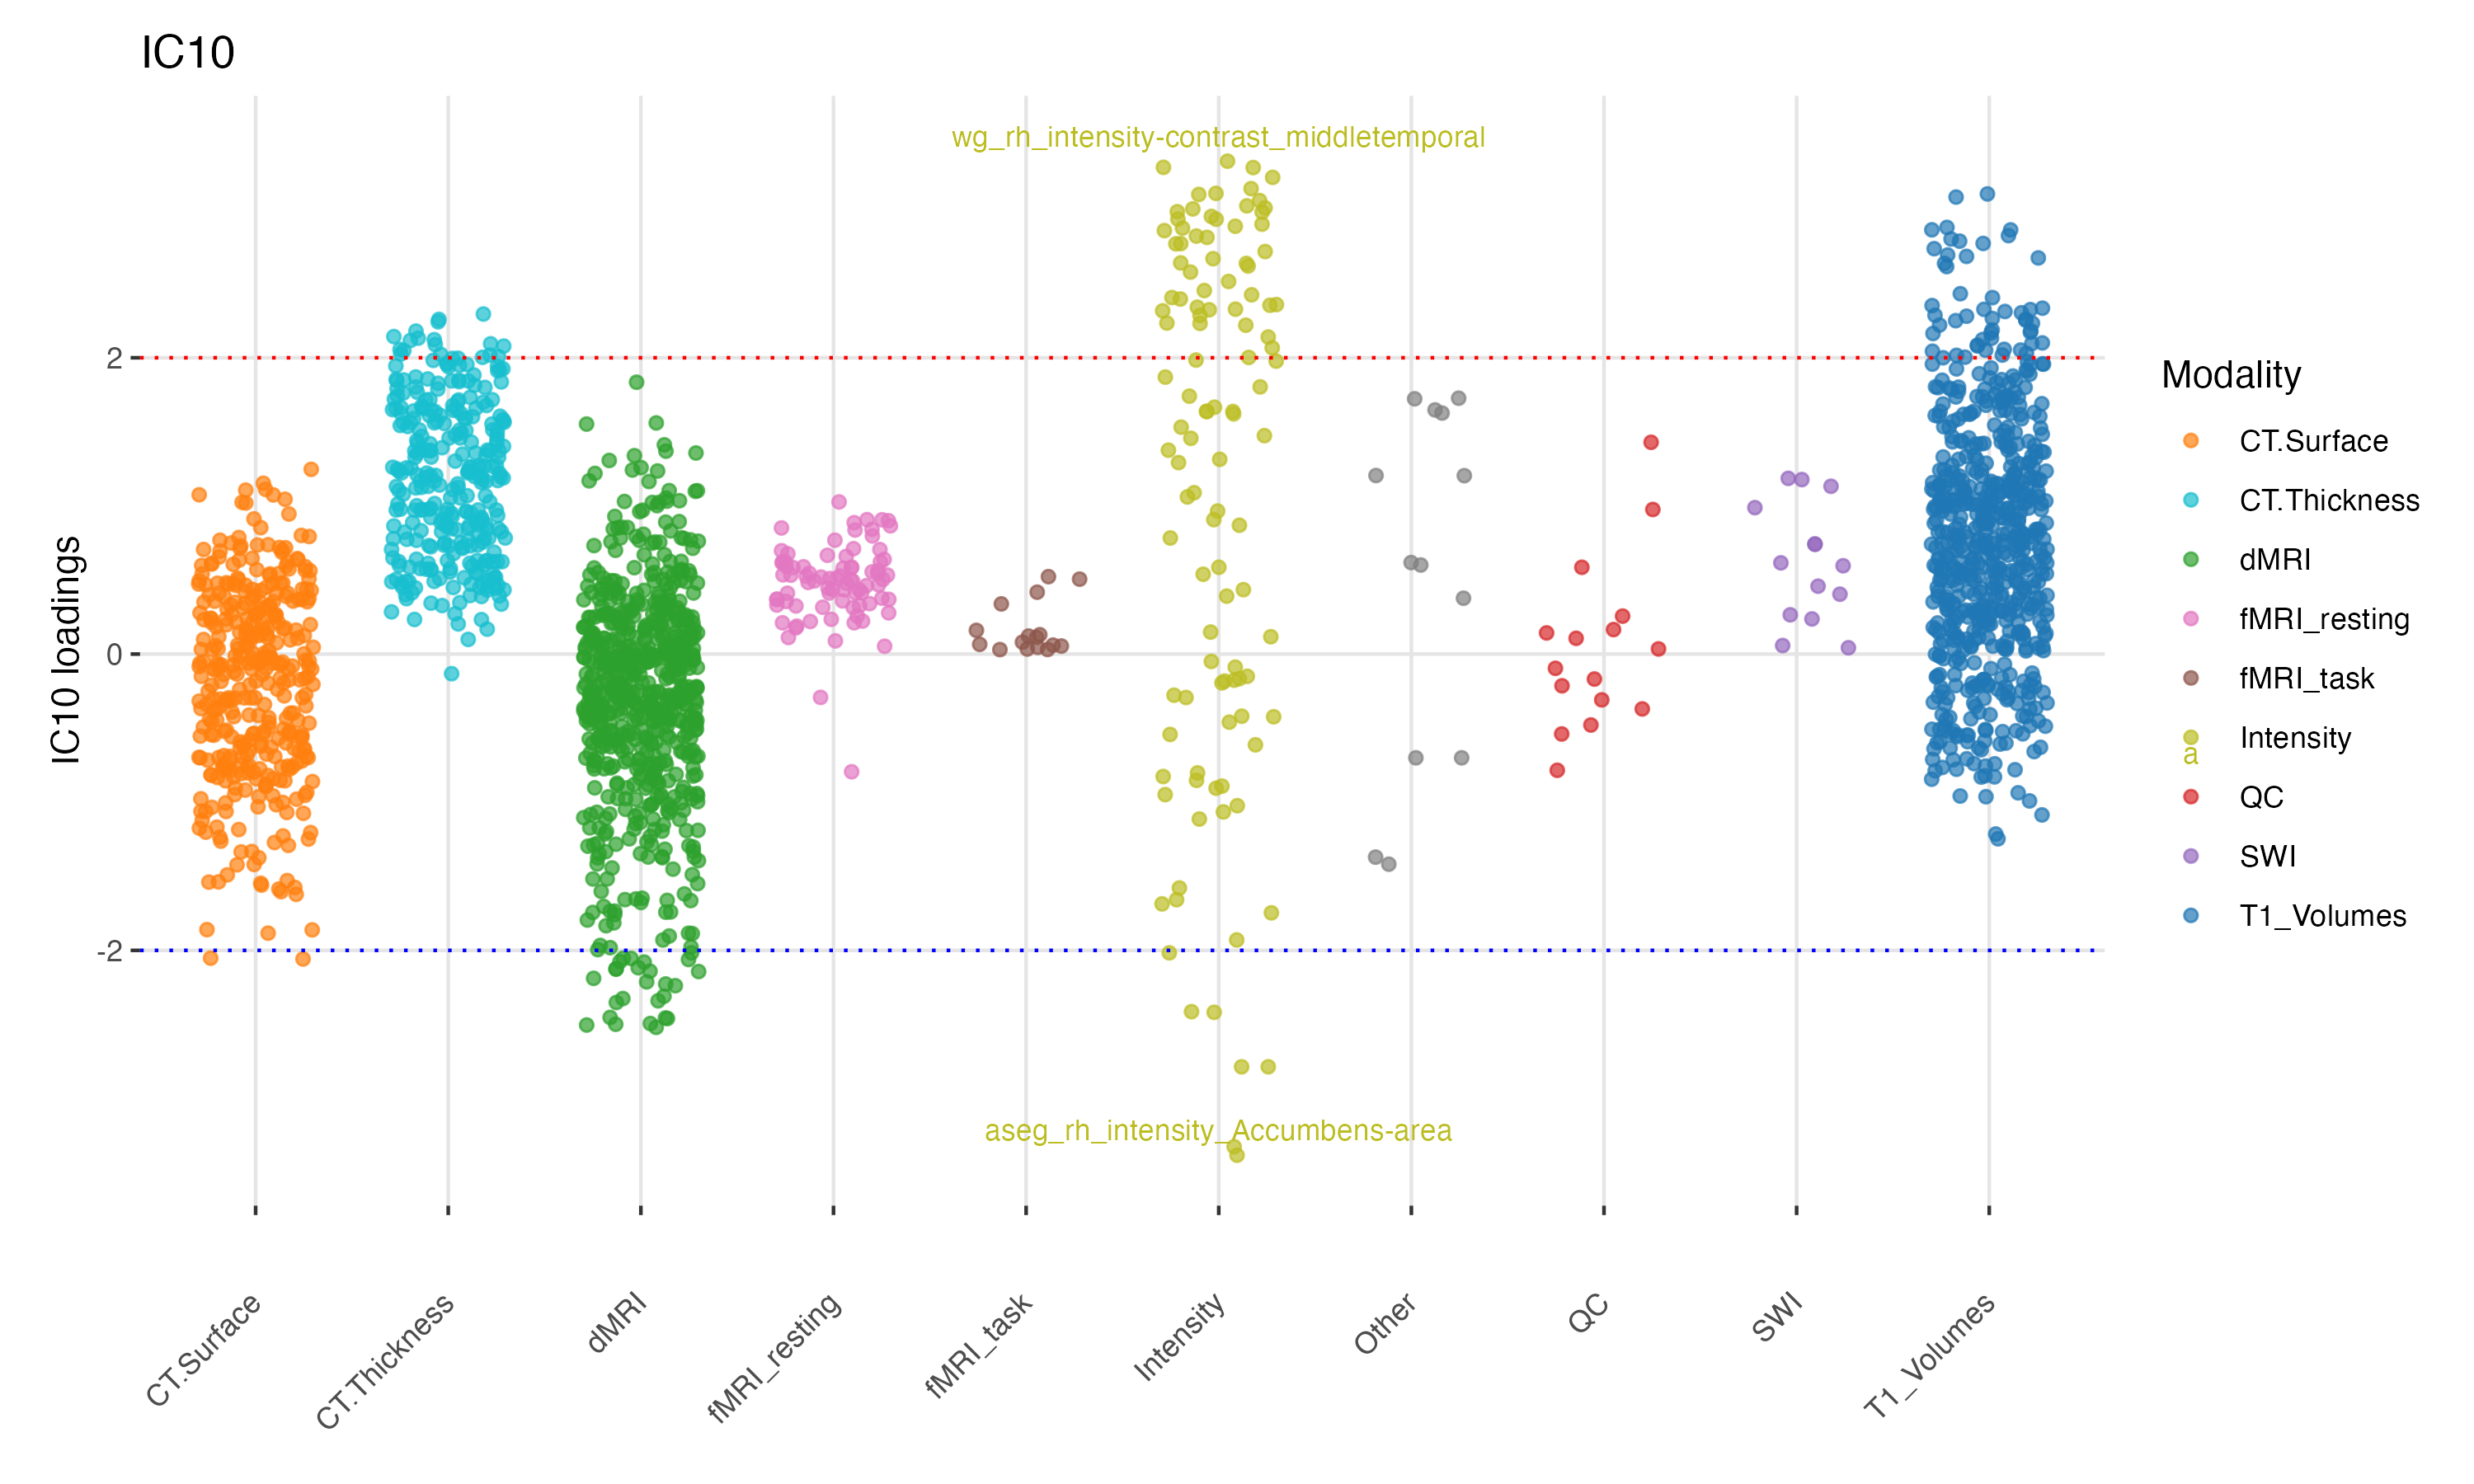 IC10
wg_rh_intensity-contrast_middletemporal
2
0
-2
IC10 loadings
aseg_rh_intensity_Accumbens-area
CT.Surface
CT.Thickness
dMRI
fMRI_resting
fMRI_task
Intensity
Other
QC
SWI
T1_Volumes
Modality
CT.Surface
CT.Thickness
dMRI
fMRI_resting
fMRI_task
Intensity
a
QC
SWI
T1_Volumes